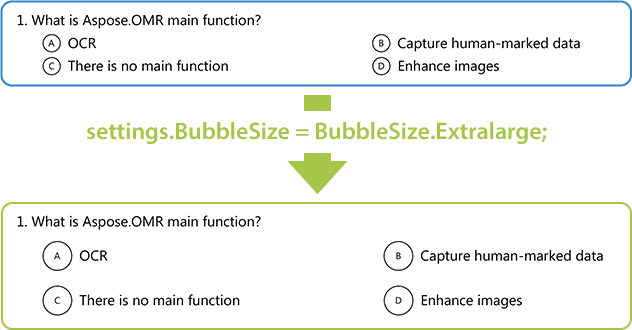 1. What is Aspose.OMR main function?
A OCR B Capture human-marked data
C There is no main function D Enhance images
settings.BubbleSize = BubbleSize.Extralarge;
1. What is Aspose.OMR main function?
A OCR B Capture human-marked data
C There is no main function D Enhance images